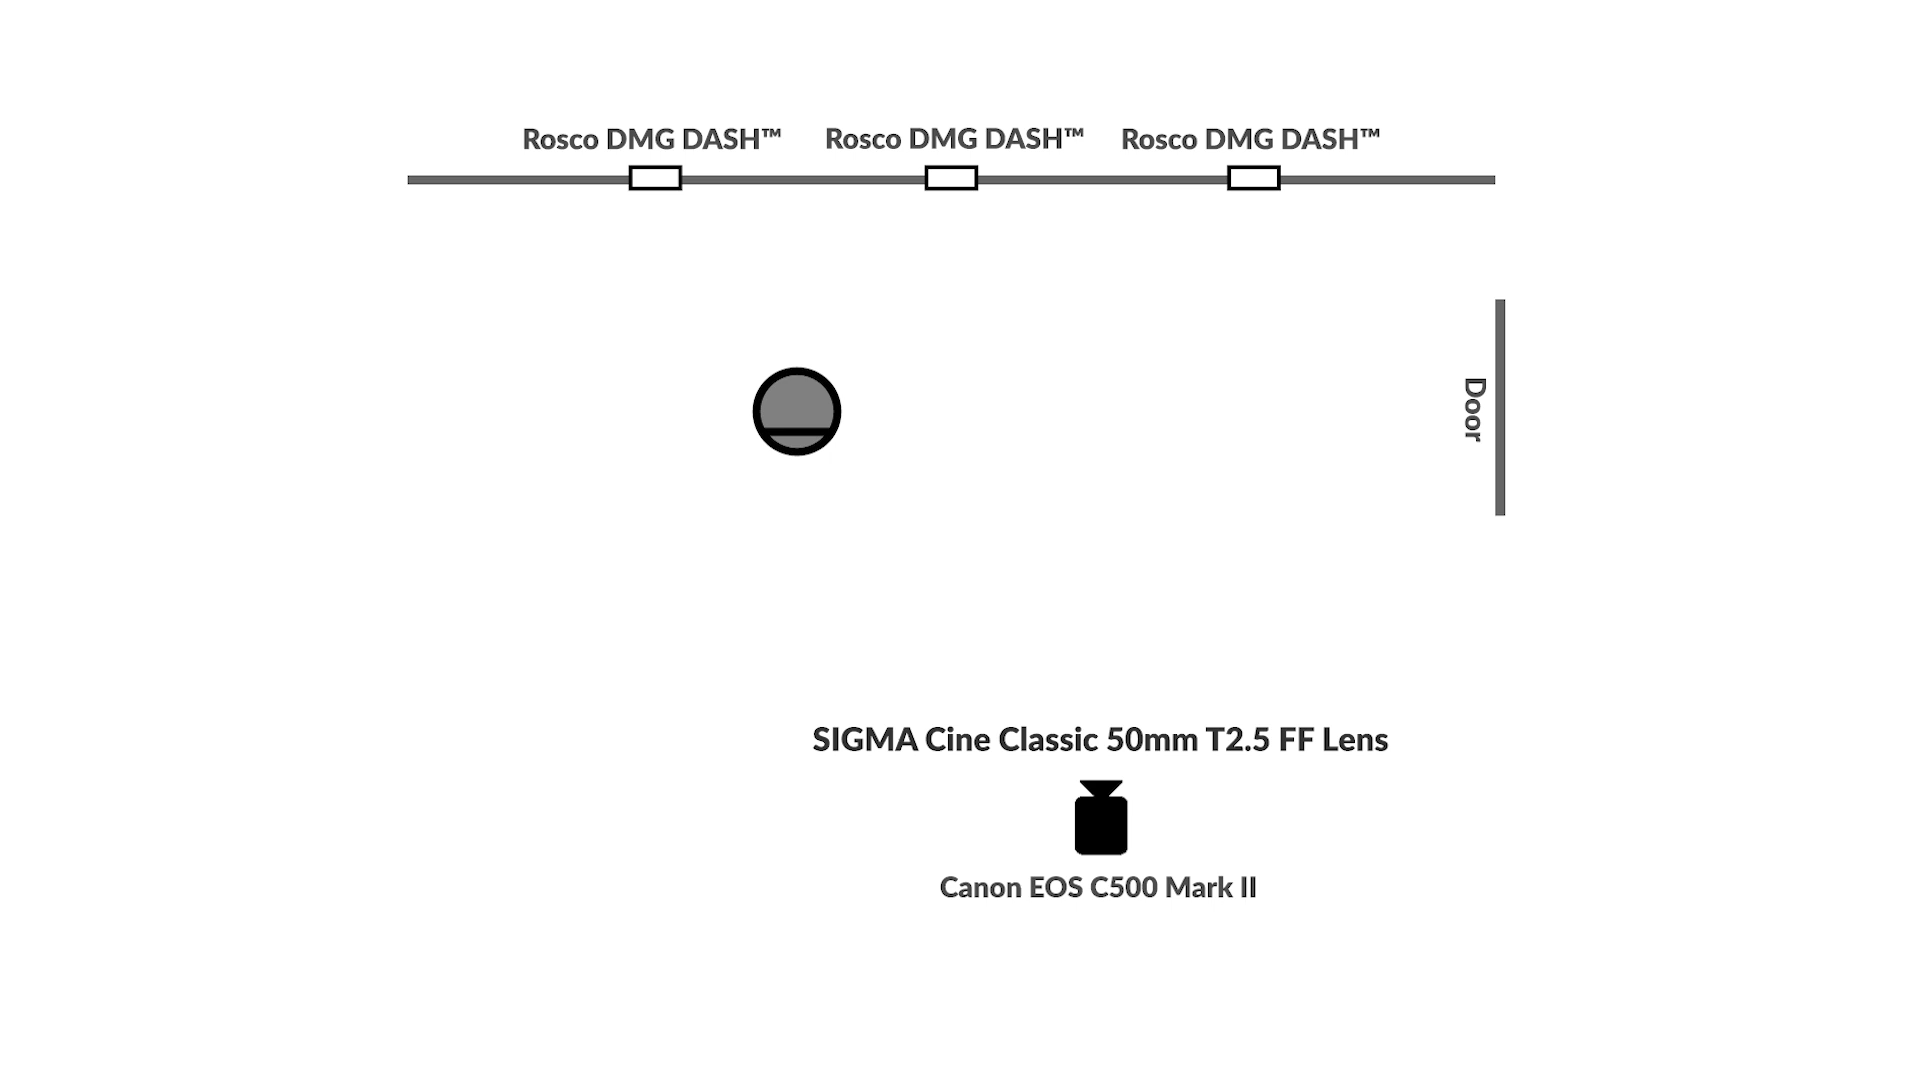 Rosco DMG DASH™ Rosco DMG DASH™ Rosco DMG DASH™
Door
SIGMA Cine Classic 50mm T2.5 FF Lens
Canon EOS C500 Mark II